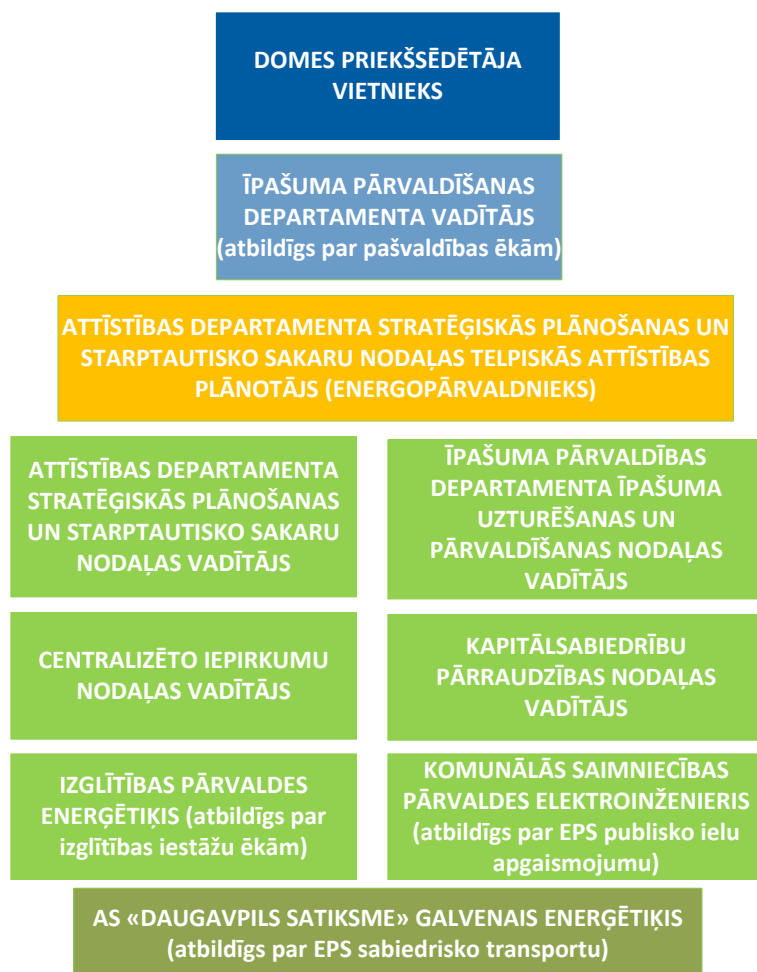 DOMES PRIEKŠSĒDĒTĀJA
VIETNIEKS
ĪPAŠUMA PĀRVALDĪŠANAS
DEPARTAMENTA VADĪTĀJS
(atbildīgs par pašvaldības ēkām)
ATTĪSTĪBAS DEPARTAMENTA STRATĒĢISKĀS PLĀNOŠANAS UN
STARPTAUTISKO SAKARU NODAĻAS TELPISKĀS ATTĪSTĪBAS
PLĀNOTĀJS (ENERGOPĀRVALDNIEKS)
ATTĪSTĪBAS DEPARTAMENTA
STRATĒĢISKĀS PLĀNOŠANAS
UN STARPTAUTISKO SAKARU
NODAĻAS VADĪTĀJS
ĪPAŠUMA PĀRVALDĪBAS
DEPARTAMENTA ĪPAŠUMA
UZTURĒŠANAS UN
PĀRVALDĪŠANAS NODAĻAS
VADĪTĀJS
CENTRALIZĒTO IEPIRKUMU
NODAĻAS VADĪTĀJS
KAPITĀLSABIEDRĪBU
PĀRRAUDZĪBAS NODAĻAS
VADĪTĀJS
IZGLĪTĪBAS PĀRVALDES
ENERĢĒTIĶIS (atbildīgs par
izglītības iestāžu ēkām)
KOMUNĀLĀS SAIMNIECĪBAS
PĀRVALDES ELEKTROINŽENIERIS
(atbildīgs par EPS publisko ielu
apgaismojumu)
AS «DAUGAVPILS SATIKSME» GALVENAIS ENERĢĒTIĶIS
(atbildīgs par EPS sabiedrisko transportu)